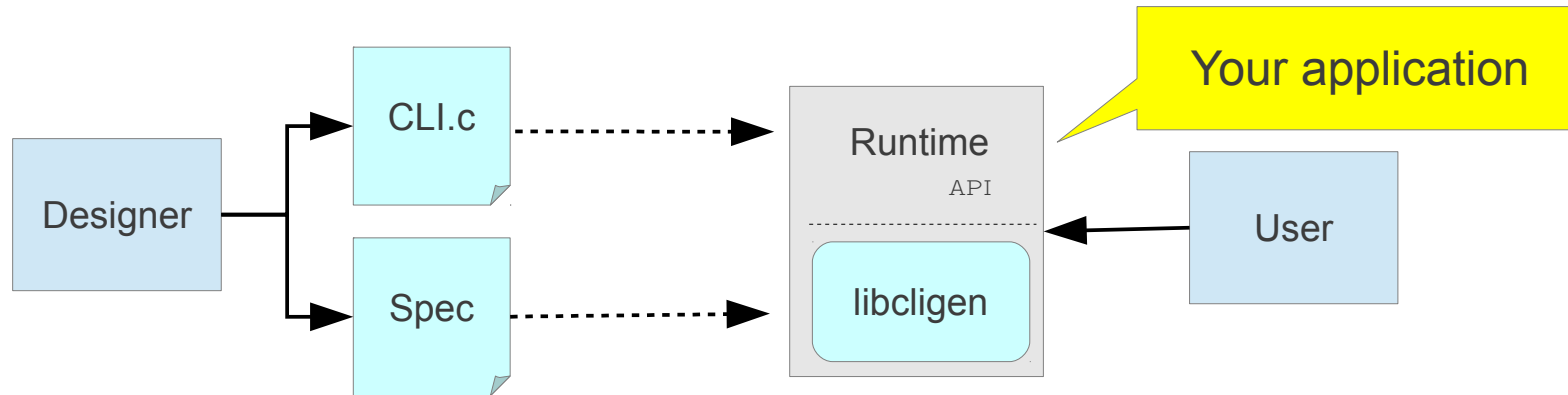 Your application
CLI.c
Runtime
API
Designer
User
Spec
libcligen